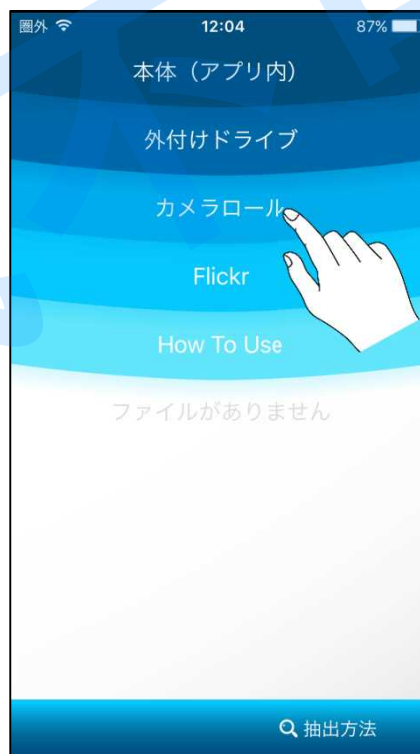 圏外 12:04 87%
本体（アプリ内）
外付けドライブ
カメラロール
Flickr
How To Use
ファイルがありません
抽出方法